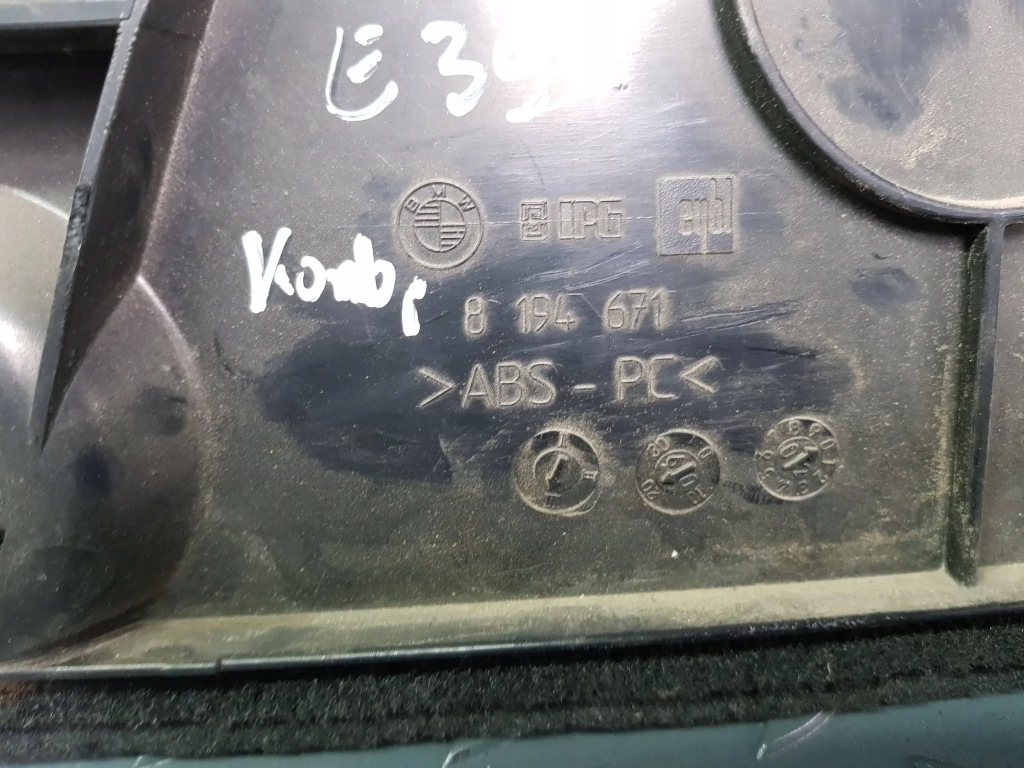 E39
BMW IPG
Kombi
8 194 671
>ABS - PC<